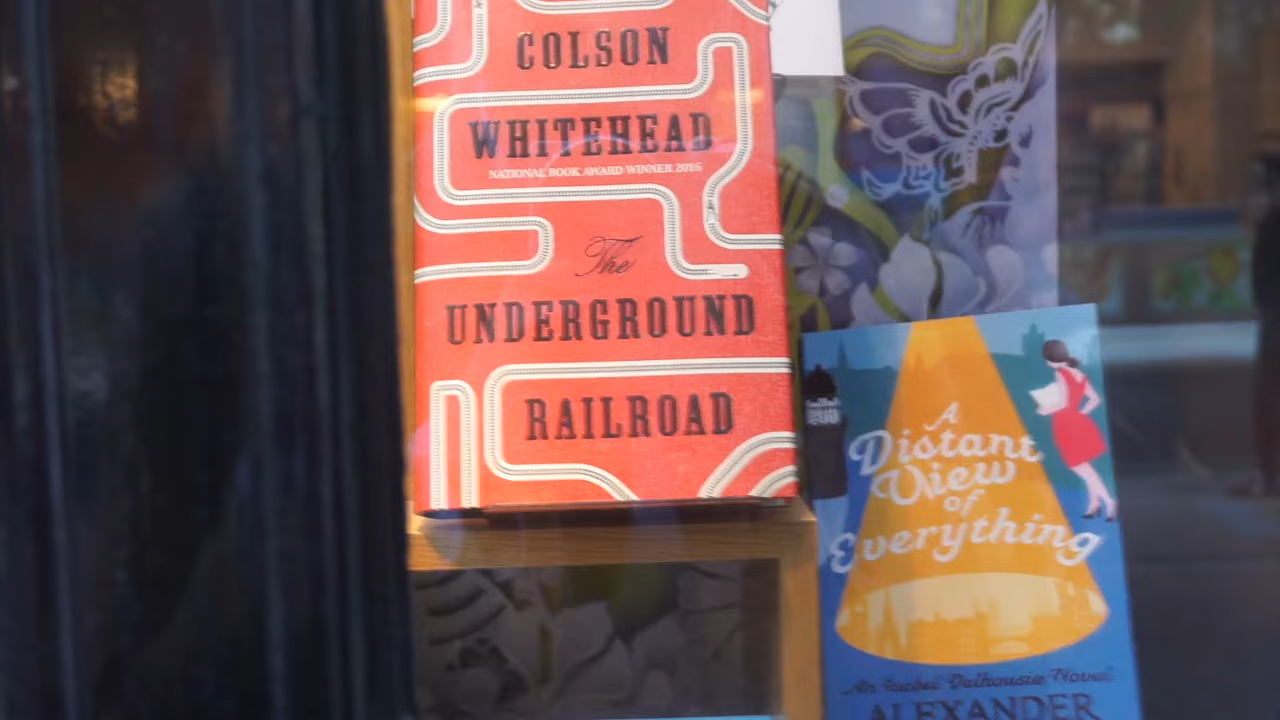 COLSON
WHITEHEAD
NATIONAL BOOK AWARD WINNER 2016
The
UNDERGROUND
RAILROAD
A
Distant
View
of
Everything
An Isabel Dalhousie Novel
ALEXANDER